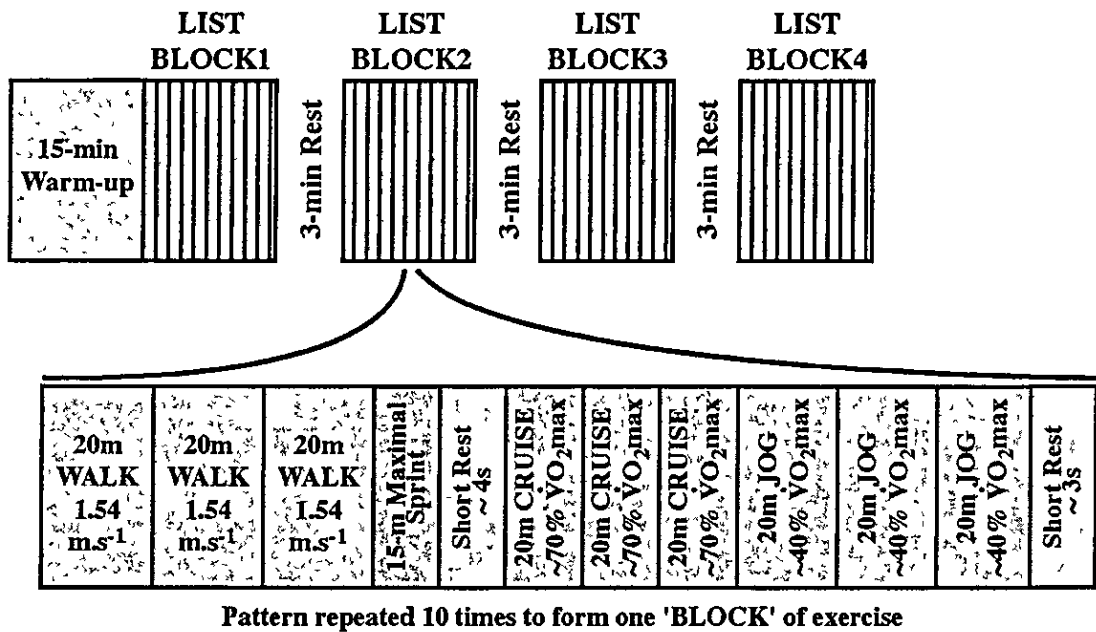 LIST
BLOCK1
LIST
BLOCK2
LIST
BLOCK3
LIST
BLOCK4
15-min
Warm-up
3-min Rest
3-min Rest
3-min Rest
20m
WALK
1.54
m.s⁻¹
20m
WALK
1.54
m.s⁻¹
20m
WALK
1.54
m.s⁻¹
15-m Maximal
Sprint
Short Rest
~4s
20m CRUISE
~70% V̇O₂max
20m CRUISE
~70% V̇O₂max
20m CRUISE
~70% V̇O₂max
20m JOG
~40% V̇O₂max
20m JOG
~40% V̇O₂max
20m JOG
~40% V̇O₂max
Short Rest
~3s
Pattern repeated 10 times to form one 'BLOCK' of exercise